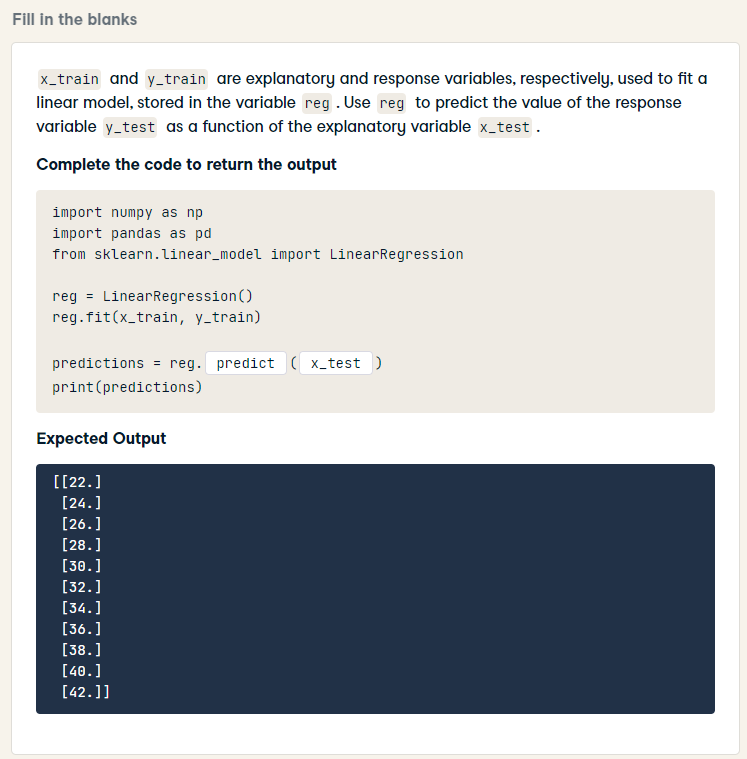 Fill in the blanks
x_train and y_train are explanatory and response variables, respectively, used to fit a
linear model, stored in the variable reg . Use reg to predict the value of the response
variable y_test as a function of the explanatory variable x_test .
Complete the code to return the output
import numpy as np
import pandas as pd
from sklearn.linear_model import LinearRegression
reg = LinearRegression()
reg.fit(x_train, y_train)
predictions = reg. predict ( x_test )
print(predictions)
Expected Output
[[22.]
[24.]
[26.]
[28.]
[30.]
[32.]
[34.]
[36.]
[38.]
[40.]
[42.]]